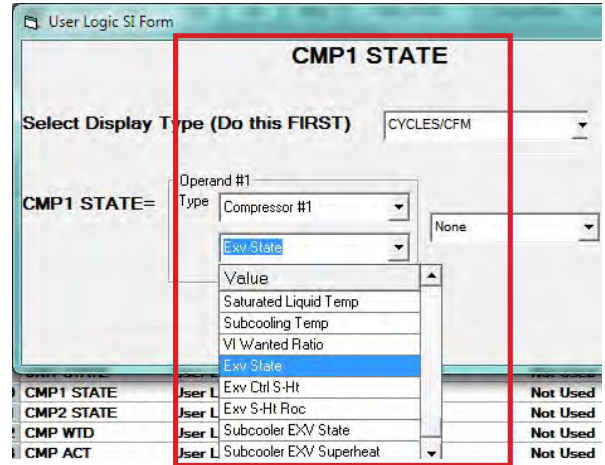 User Logic SI Form
CMP1 STATE
Select Display Type (Do this FIRST)
CYCLES/CFM
Operand #1
CMP1 STATE=
Type
Compressor #1
None
Exv State
Value
Saturated Liquid Temp
Subcooling Temp
VI Wanted Ratio
Exv State
Exv Ctrl S-Ht
Exv S-Ht Roc
Subcooler EXV State
Subcooler EXV Superheat
CMP1 STATE User L Not Used
CMP2 STATE User L Not Used
CMP WTD User L Not Used
CMP ACT User L Not Used